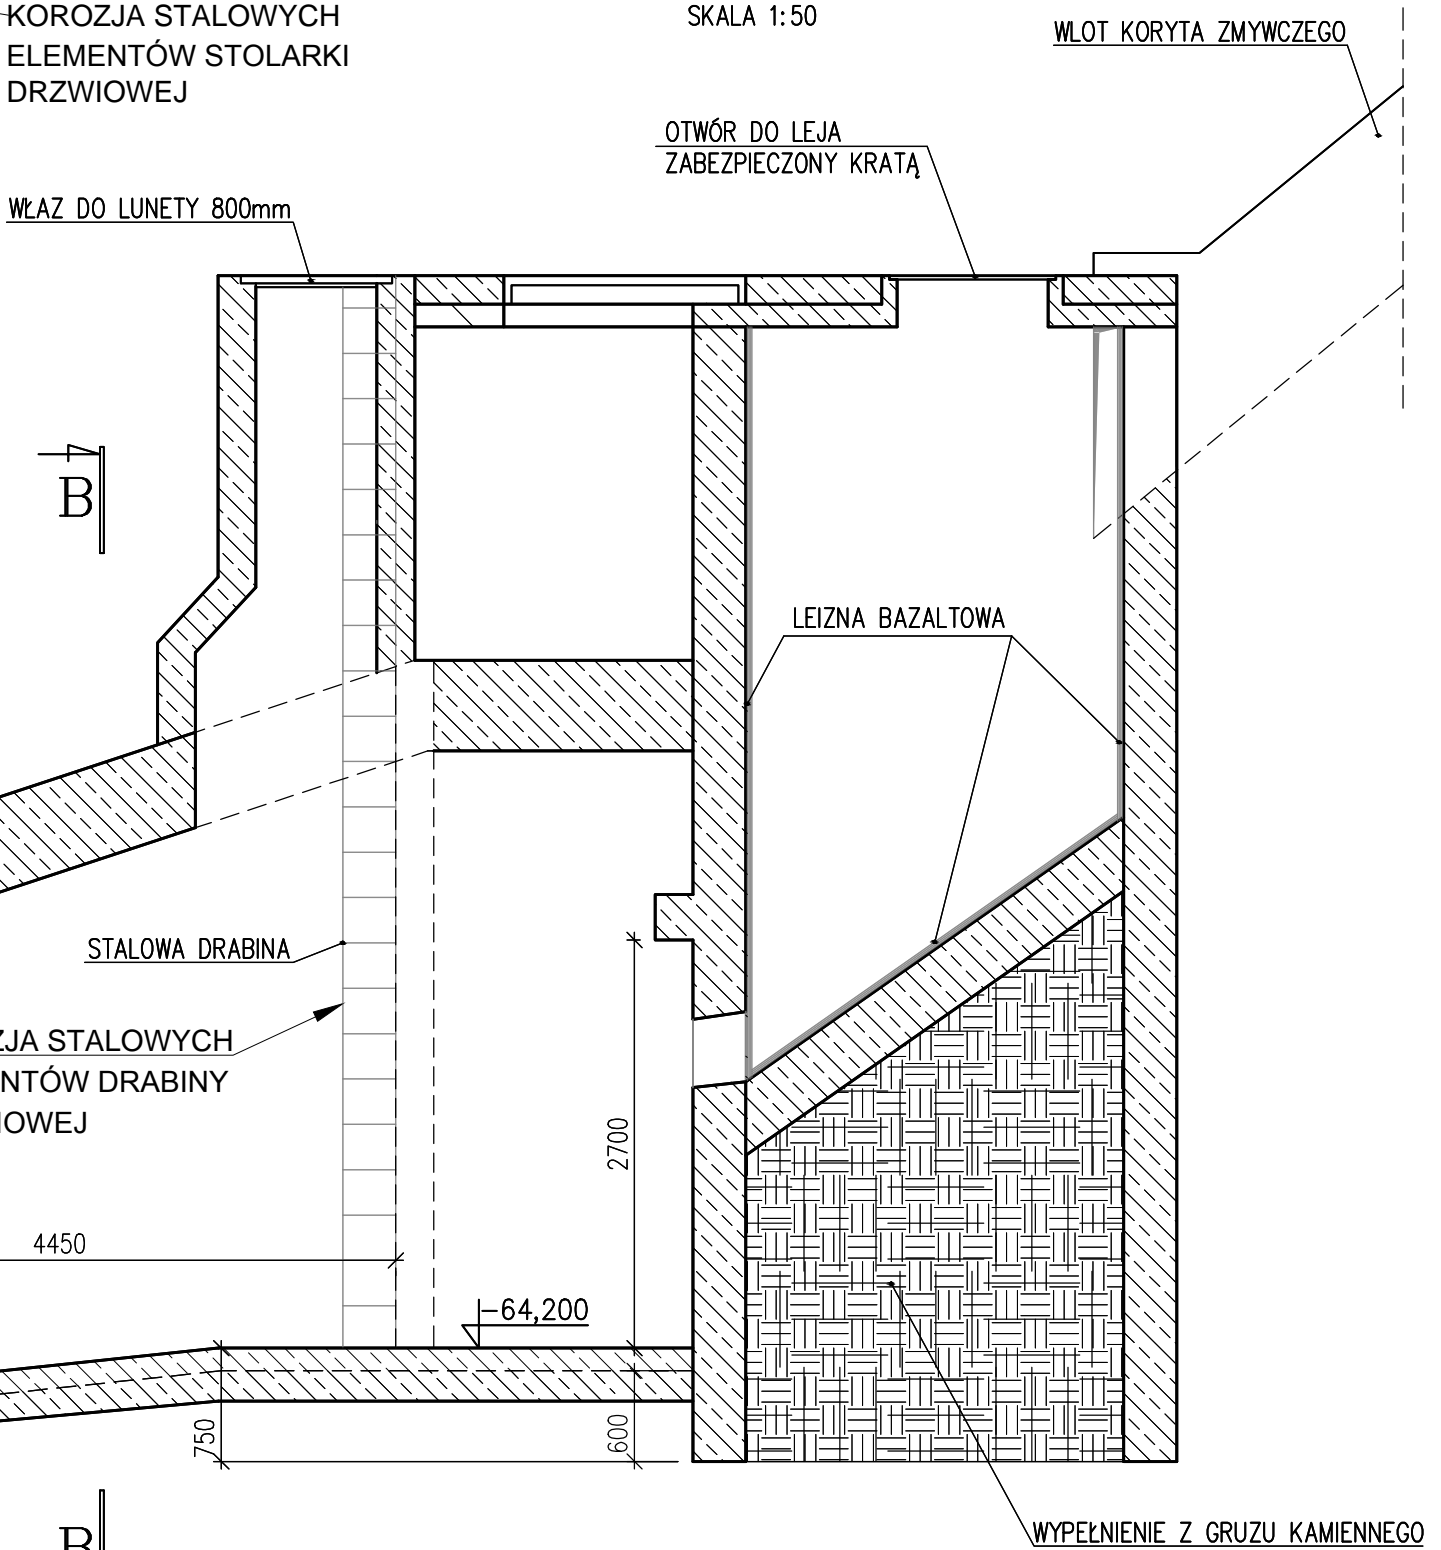 KOROZJA STALOWYCH
ELEMENTÓW STOLARKI
DRZWIOWEJ
SKALA 1:50
WLOT KORYTA ZMYWCZEGO
OTWÓR DO LEJA
ZABEZPIECZONY KRATĄ
WŁAZ DO LUNETY 800mm
B
LEIZNA BAZALTOWA
STALOWA DRABINA
ZJA STALOWYCH
NTÓW DRABINY
IOWEJ
2700
4450
-64,200
750
600
B
WYPEŁNIENIE Z GRUZU KAMIENNEGO